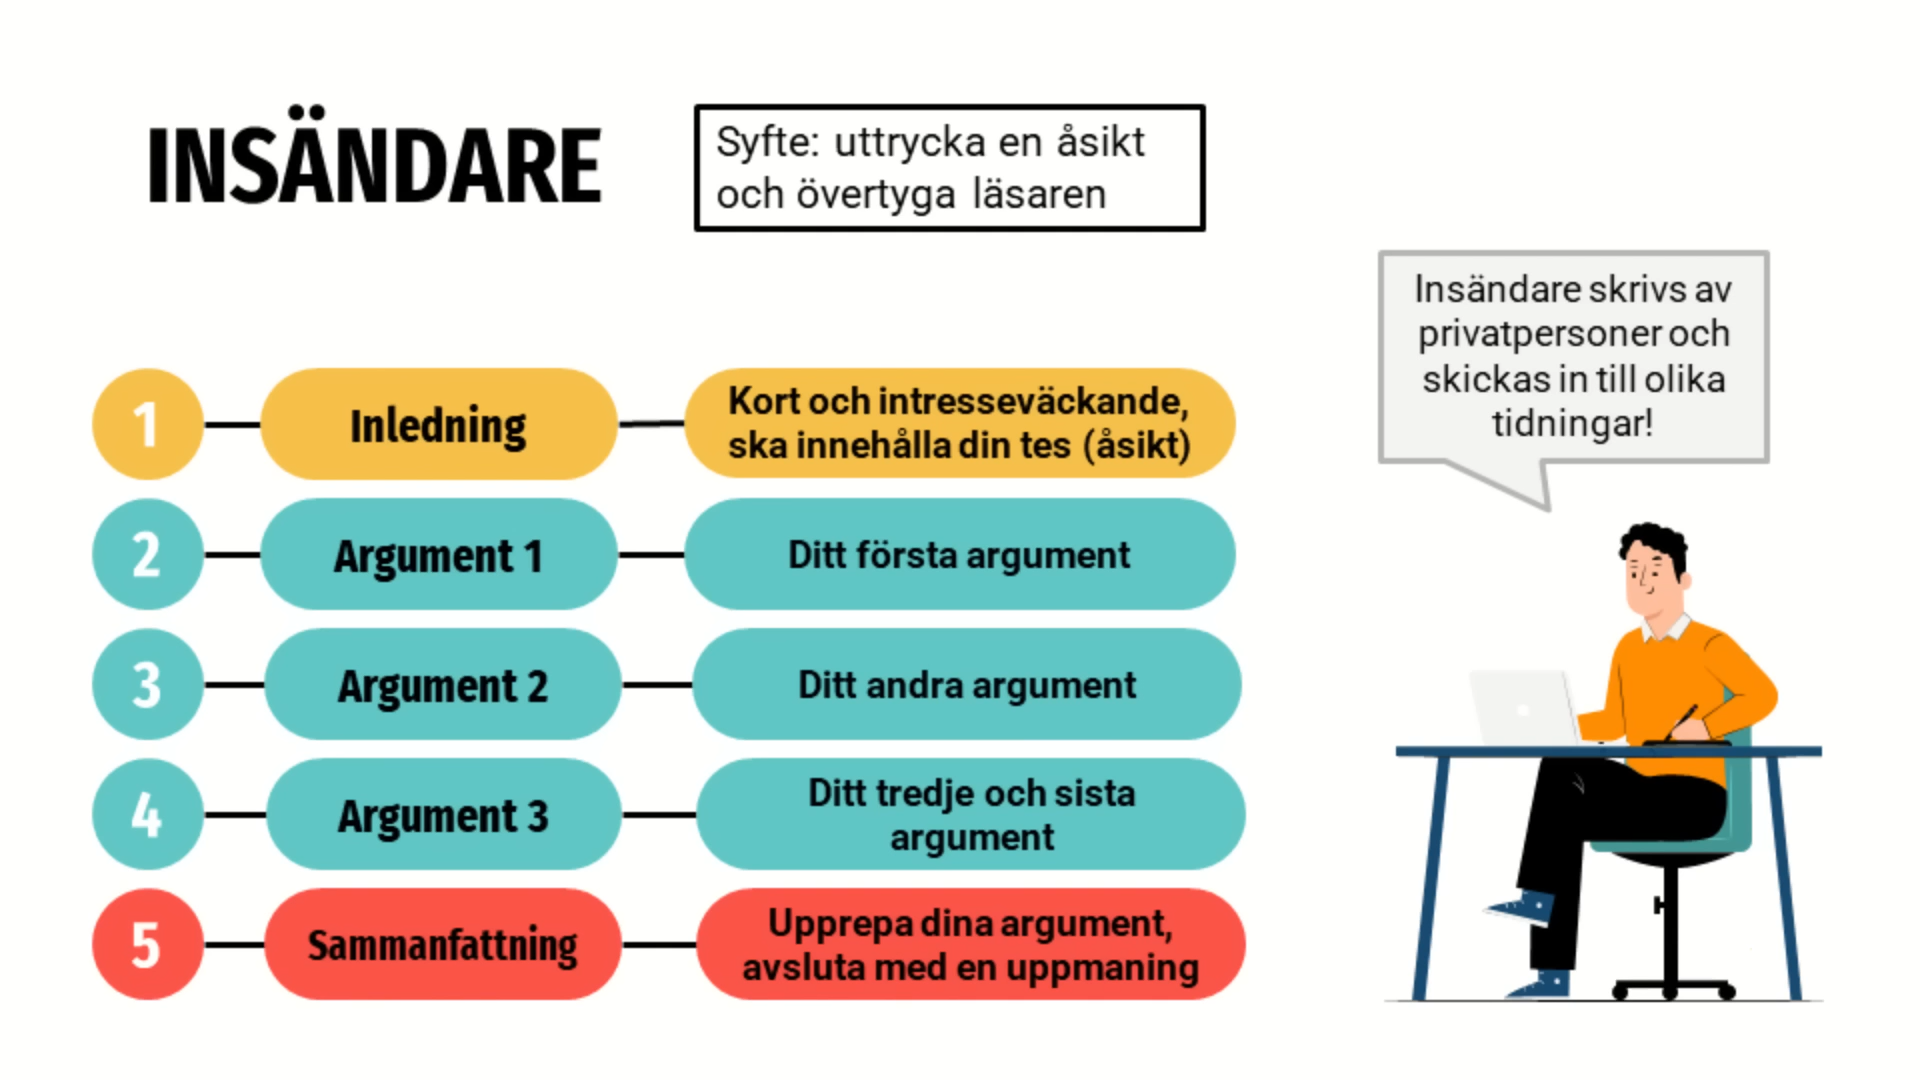 INSÄNDARE
Syfte: uttrycka en åsikt
och övertyga läsaren
Insändare skrivs av
privatpersoner och
skickas in till olika
tidningar!
1
Inledning
Kort och intresseväckande,
ska innehålla din tes (åsikt)
2
Argument 1
Ditt första argument
3
Argument 2
Ditt andra argument
4
Argument 3
Ditt tredje och sista
argument
5
Sammanfattning
Upprepa dina argument,
avsluta med en uppmaning